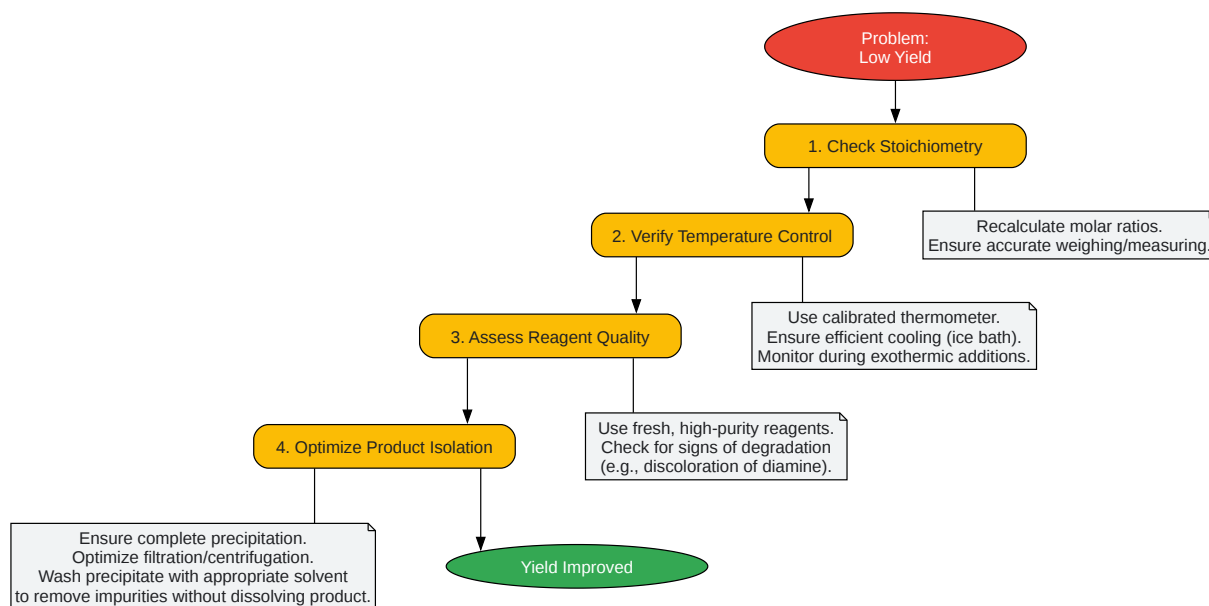 Problem:
Low Yield
1. Check Stoichiometry
Recalculate molar ratios.
Ensure accurate weighing/measuring.
2. Verify Temperature Control
Use calibrated thermometer.
Ensure efficient cooling (ice bath).
Monitor during exothermic additions.
3. Assess Reagent Quality
Use fresh, high-purity reagents.
Check for signs of degradation
(e.g., discoloration of diamine).
4. Optimize Product Isolation
Ensure complete precipitation.
Optimize filtration/centrifugation.
Wash precipitate with appropriate solvent
to remove impurities without dissolving product.
Yield Improved